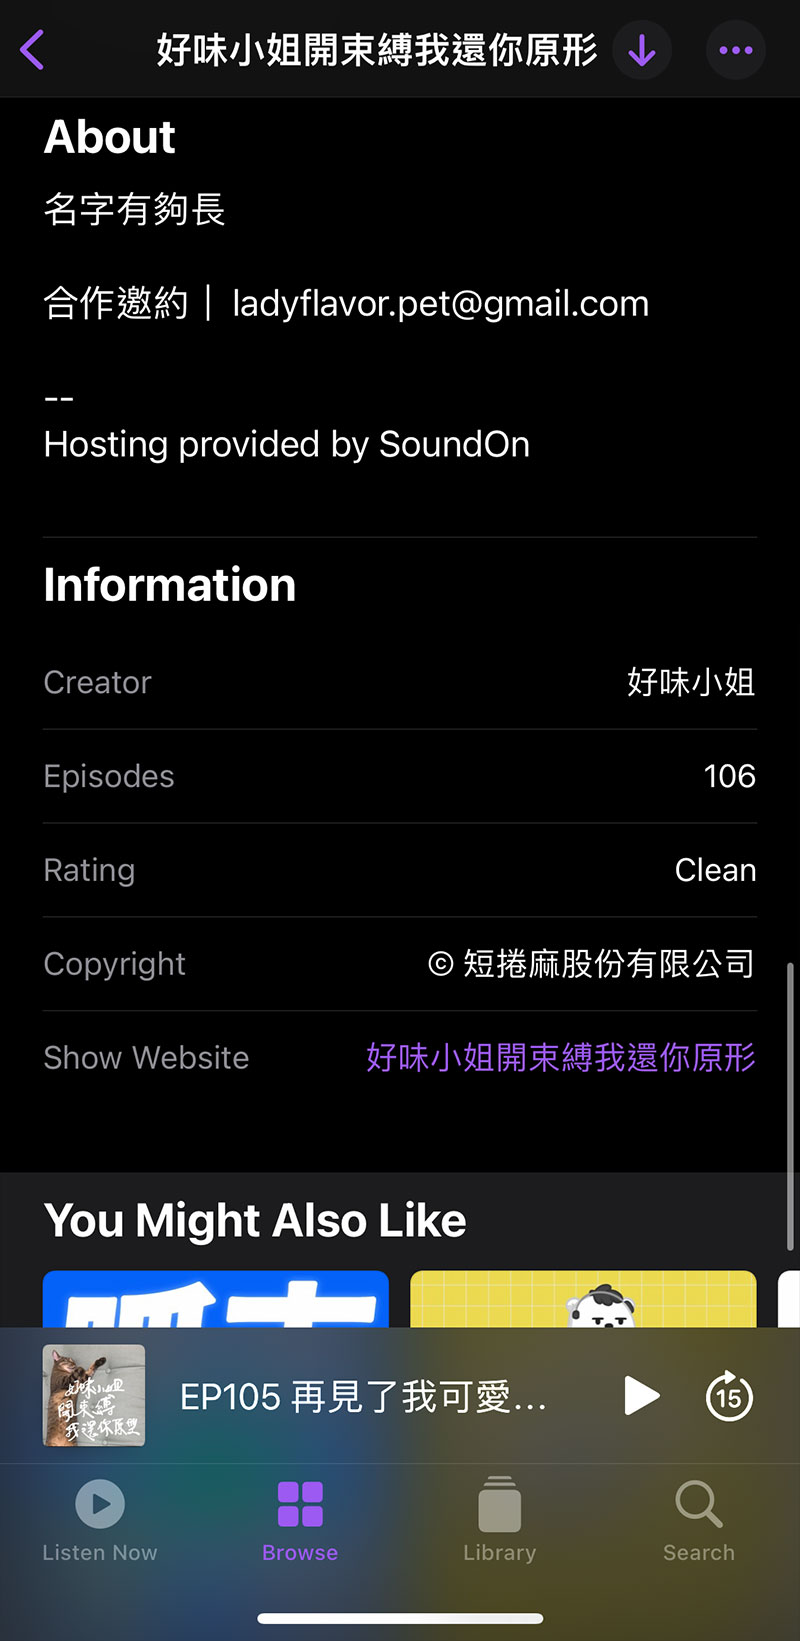 好味小姐開束縛我還你原形
About
名字有夠長
合作邀約｜ ladyflavor.pet@gmail.com
--
Hosting provided by SoundOn
Information
Creator 好味小姐
Episodes 106
Rating Clean
Copyright © 短捲麻股份有限公司
Show Website 好味小姐開束縛我還你原形
You Might Also Like
好味小姐
開束縛
我還你原型
EP105 再見了我可愛...
15
Listen Now Browse Library Search